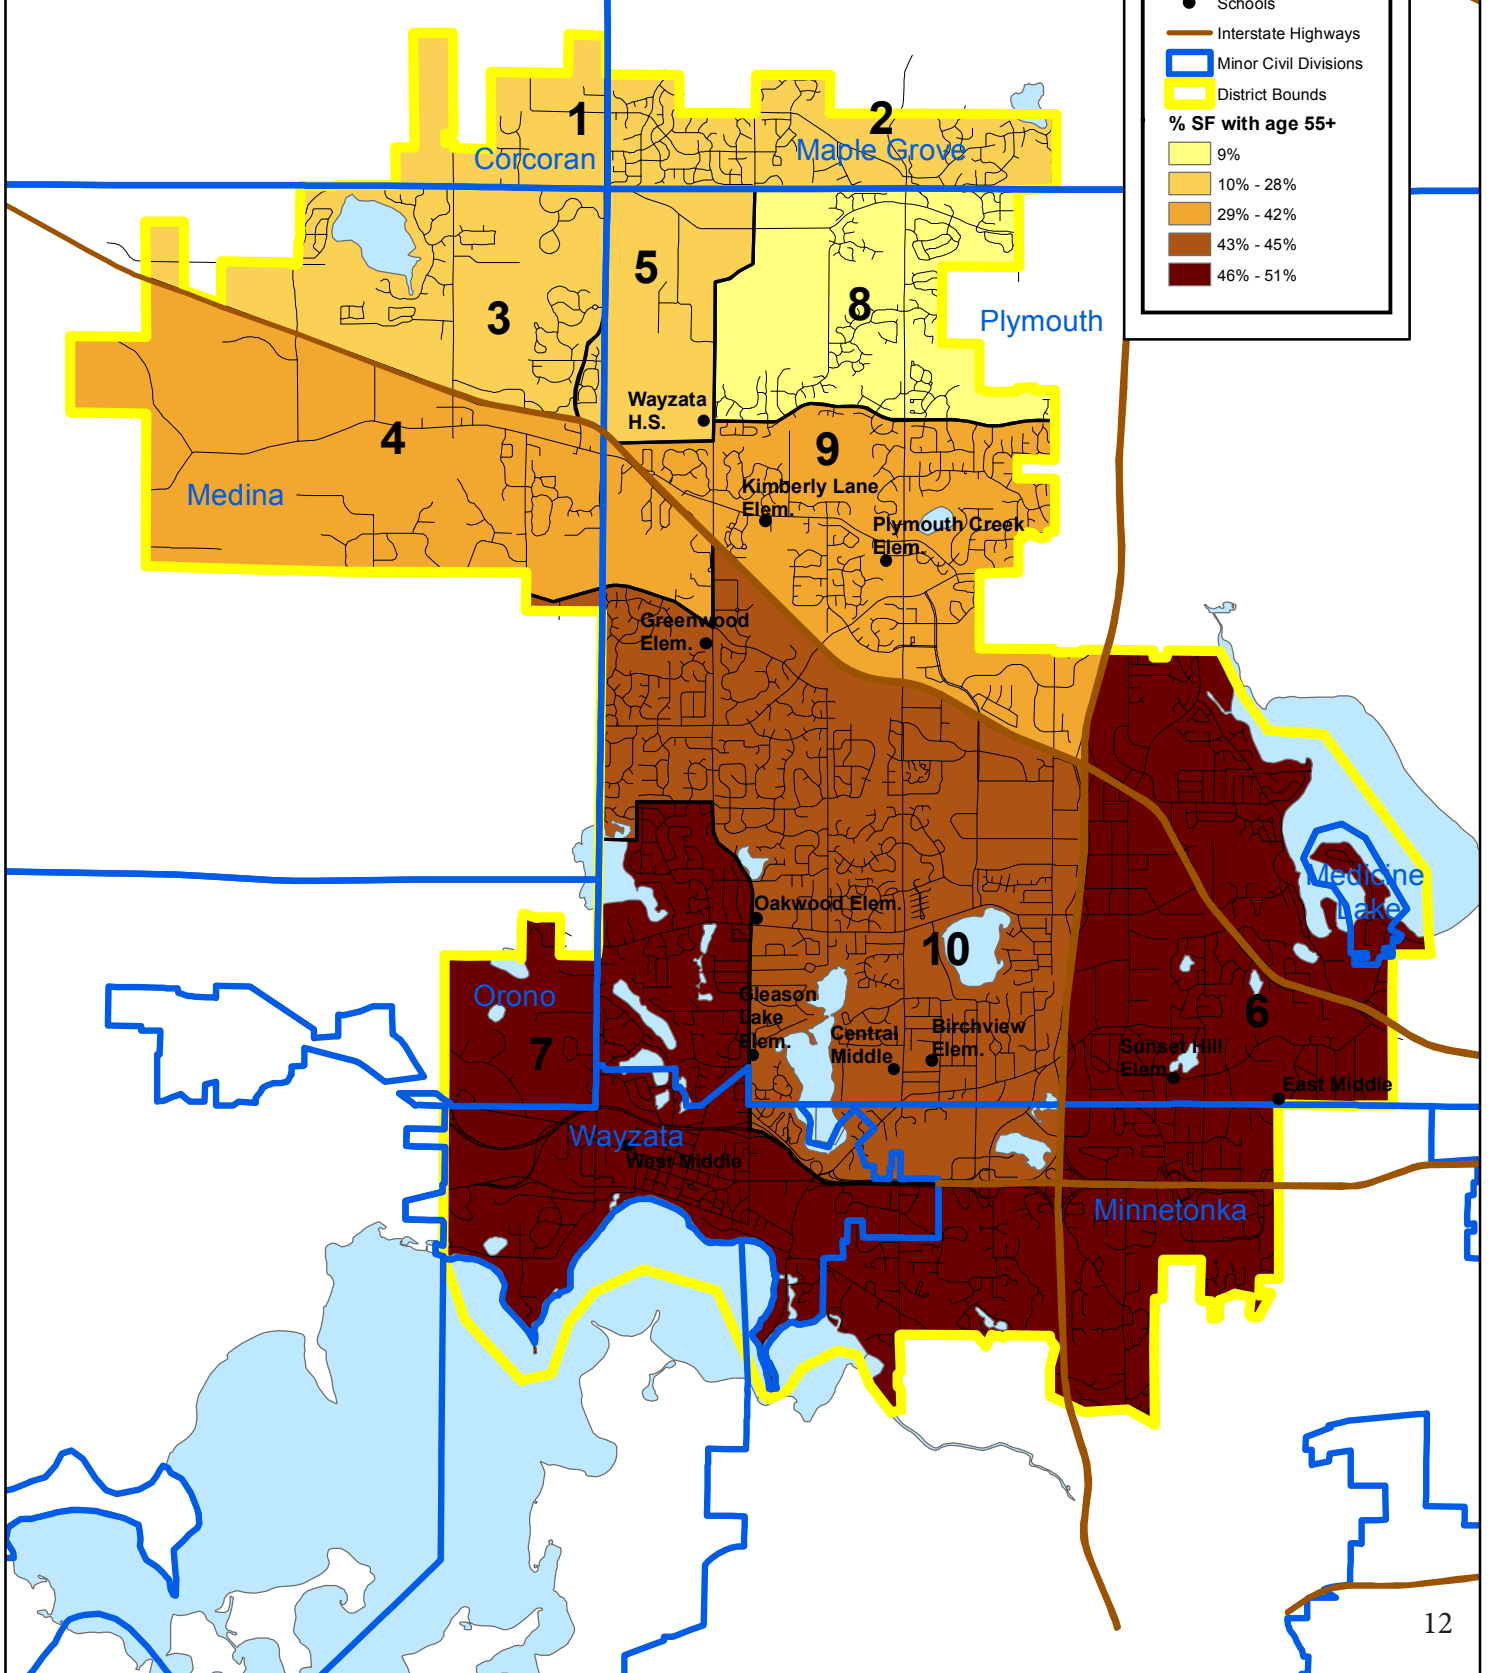 Schools
Interstate Highways
Minor Civil Divisions
District Bounds
% SF with age 55+
9%
10% - 28%
29% - 42%
43% - 45%
46% - 51%
1
2
Corcoran
Maple Grove
5
3
8
Plymouth
Wayzata
H.S.
4
9
Medina
Kimberly Lane
Elem.
Plymouth Creek
Elem.
Greenwood
Elem.
Medicine
Lake
Oakwood Elem.
10
Orono
Gleason
Lake
Elem.
7
Central
Middle
Birchview
Elem.
6
Sunset Hill
Elem.
East Middle
Wayzata
West Middle
Minnetonka
12